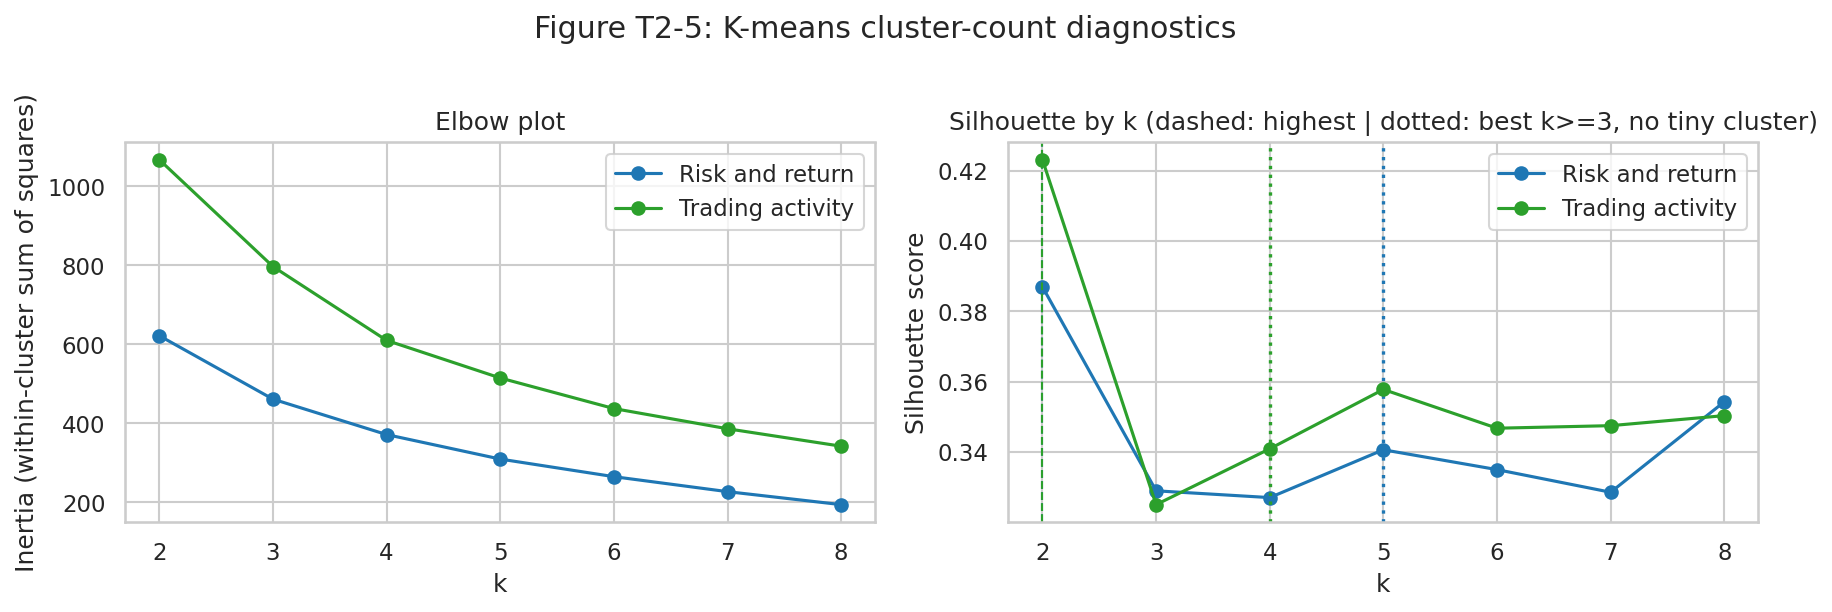 Figure T2-5: K-means cluster-count diagnostics
Elbow plot
Inertia (within-cluster sum of squares)
1000
800
600
400
200
Risk and return
Trading activity
2 3 4 5 6 7 8
k
Silhouette by k (dashed: highest | dotted: best k>=3, no tiny cluster)
Silhouette score
0.42
0.40
0.38
0.36
0.34
Risk and return
Trading activity
2 3 4 5 6 7 8
k